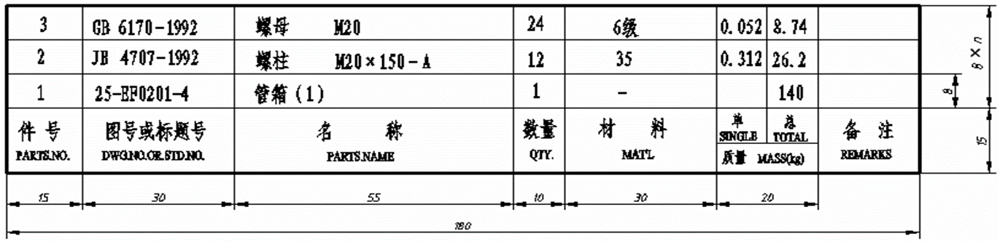 3 GB 6170-1992 螺母 M20 24 6级 0.052 8.74
2 JB 4707-1992 螺柱 M20×150-A 12 35 0.312 26.2
1 25-EF0201-4 管箱(1) 1 - 140
件号 图号或标题号 名称 数量 材料 单 总 备注
PARTS.NO. DWG.NO.OR.STD.NO. PARTS.NAME QTY. MAT'L SINGLE TOTAL REMARKS
质量 MASS(kg)
15 30 55 10 30 20
180
8
8×n
15